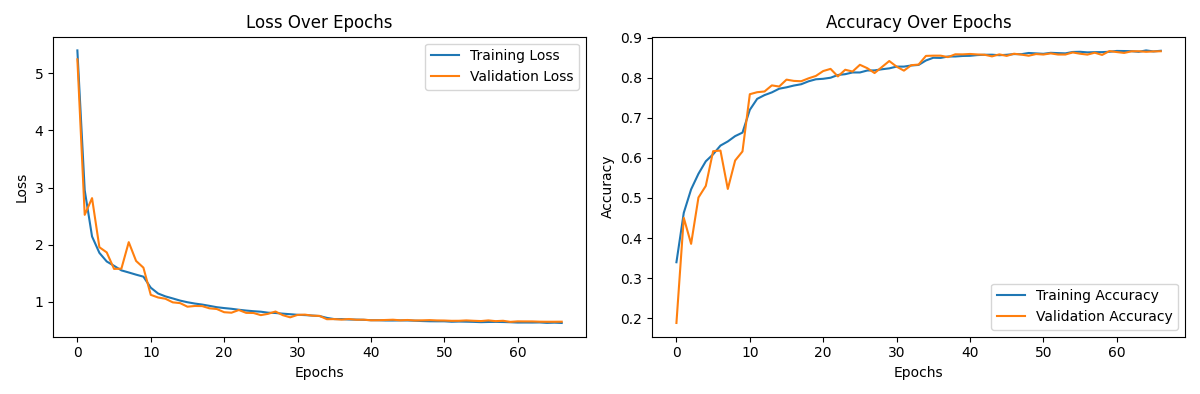 Loss Over Epochs
Training Loss
Validation Loss
5
4
3
2
1
Loss
0 10 20 30 40 50 60
Epochs
Accuracy Over Epochs
0.9
0.8
0.7
0.6
0.5
0.4
0.3
0.2
Accuracy
Training Accuracy
Validation Accuracy
0 10 20 30 40 50 60
Epochs